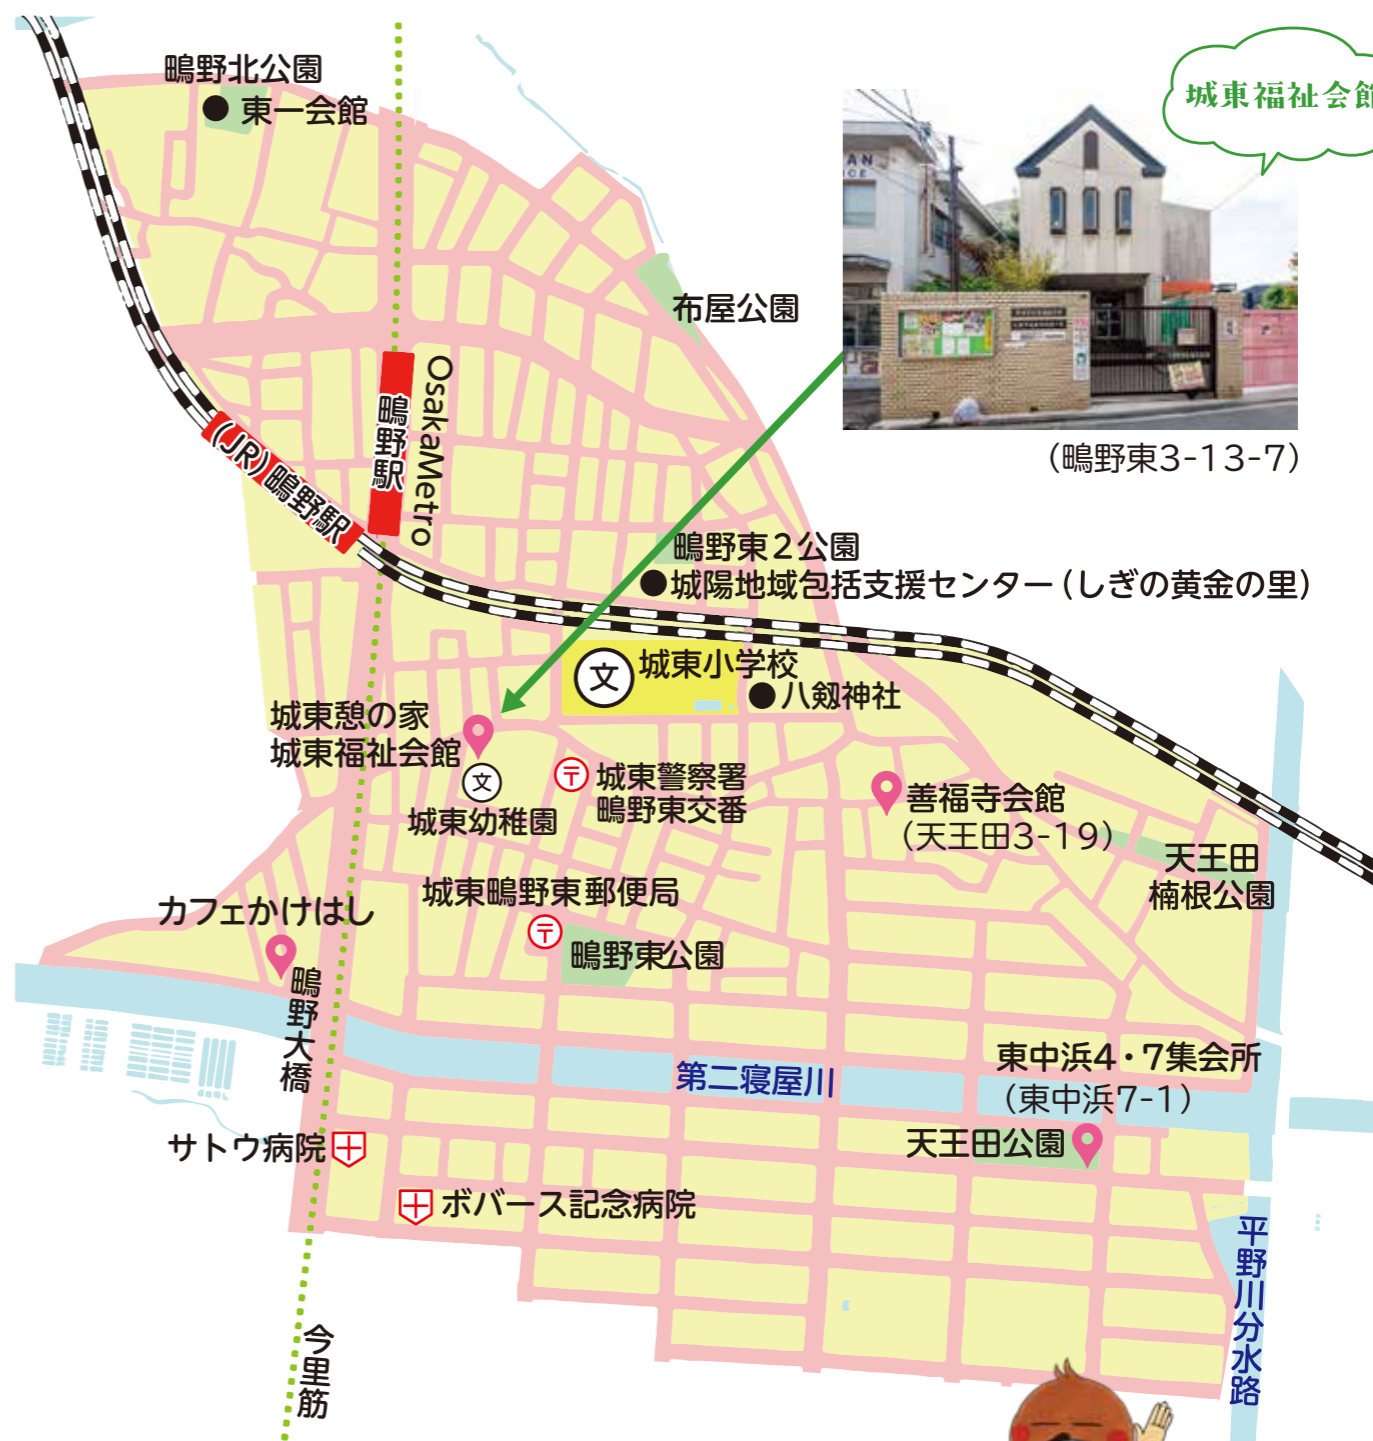 鴫野北公園
東一会館
城東福祉会館
布屋公園
OsakaMetro
鴫野駅
(JR)鴫野駅
(鴫野東3-13-7)
鴫野東2公園
城陽地域包括支援センター(しぎの黄金の里)
文
城東小学校
八剱神社
城東憩の家
城東福祉会館
文
城東幼稚園
〒
城東警察署
鴫野東交番
善福寺会館
(天王田3-19)
天王田
楠根公園
城東鴫野東郵便局
〒
鴫野東公園
カフェかけはし
鴫野大橋
第二寝屋川
東中浜4・7集会所
(東中浜7-1)
天王田公園
サトウ病院
ボバース記念病院
平野川分水路
今里筋